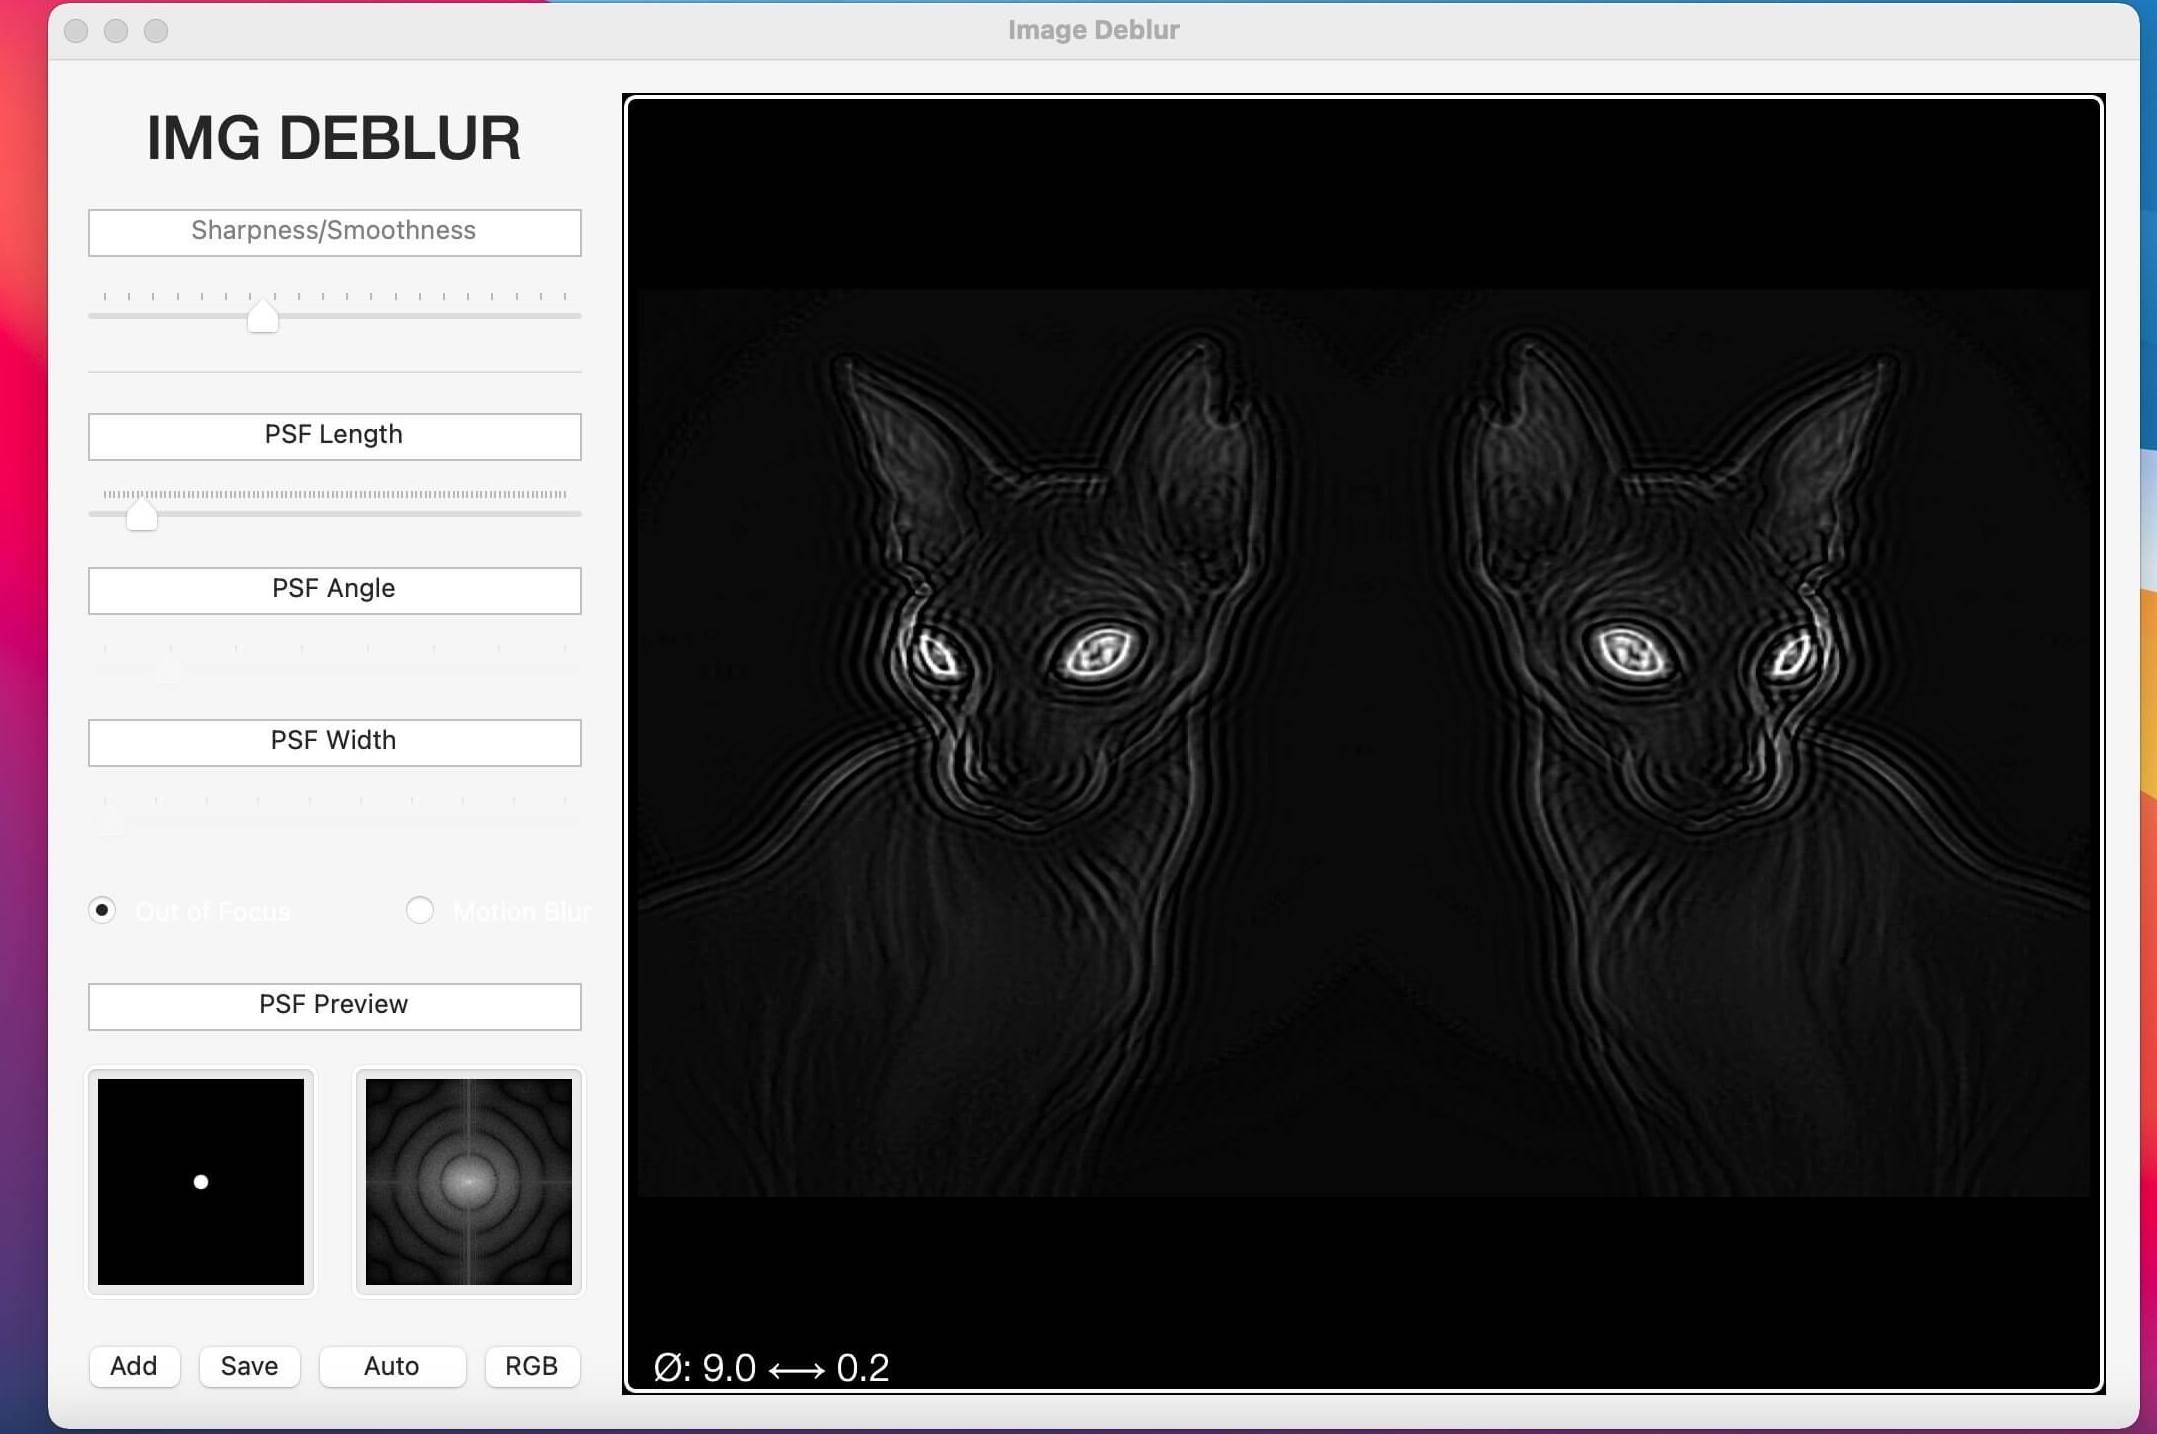 Image Deblur
IMG DEBLUR
Sharpness/Smoothness
PSF Length
PSF Angle
PSF Width
Out of Focus
Motion Blur
PSF Preview
Add
Save
Auto
RGB
Ø: 9.0 ⟷ 0.2